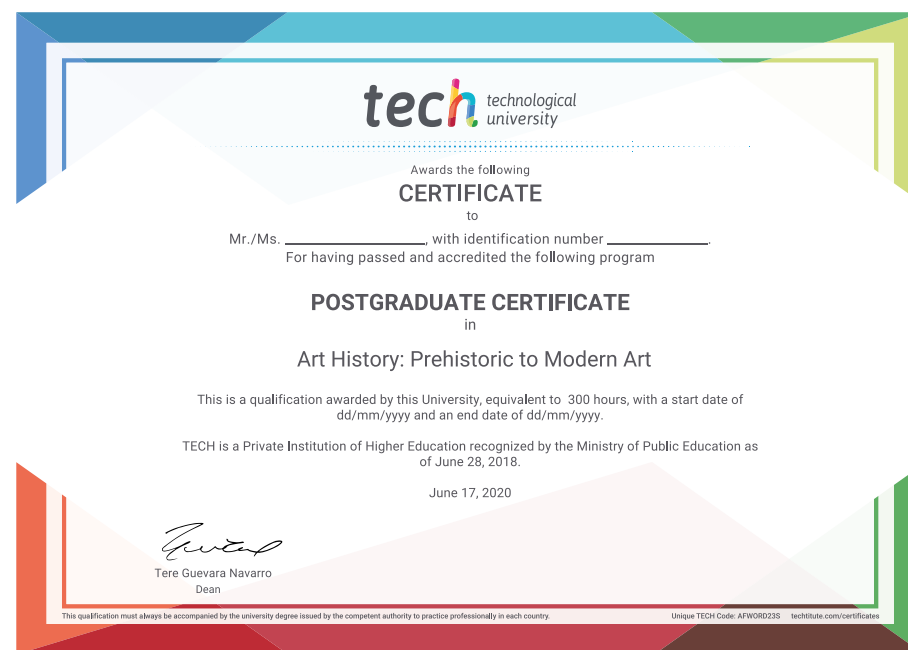 tech technological
university
Awards the following
CERTIFICATE
to
Mr./Ms. ____________________, with identification number __________________.
For having passed and accredited the following program
POSTGRADUATE CERTIFICATE
in
Art History: Prehistoric to Modern Art
This is a qualification awarded by this University, equivalent to 300 hours, with a start date of
dd/mm/yyyy and an end date of dd/mm/yyyy.
TECH is a Private Institution of Higher Education recognized by the Ministry of Public Education as
of June 28, 2018.
June 17, 2020
Tere Guevara Navarro
Dean
This qualification must always be accompanied by the university degree issued by the competent authority to practice professionally in each country.
Unique TECH Code: AFWORD23S techtitute.com/certificates